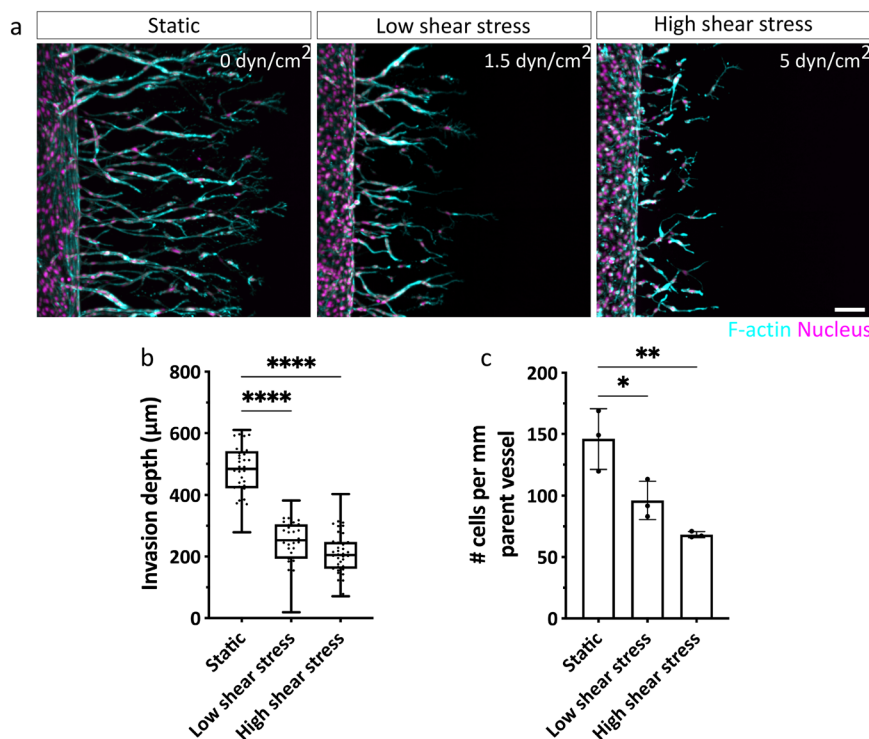 a
Static
Low shear stress
High shear stress
0 dyn/cm²
1.5 dyn/cm²
5 dyn/cm²
F-actin Nucleus
b
****
****
800
600
400
200
0
Invasion depth (μm)
Static
Low shear stress
High shear stress
c
**
*
200
150
100
50
0
# cells per mm
parent vessel
Static
Low shear stress
High shear stress